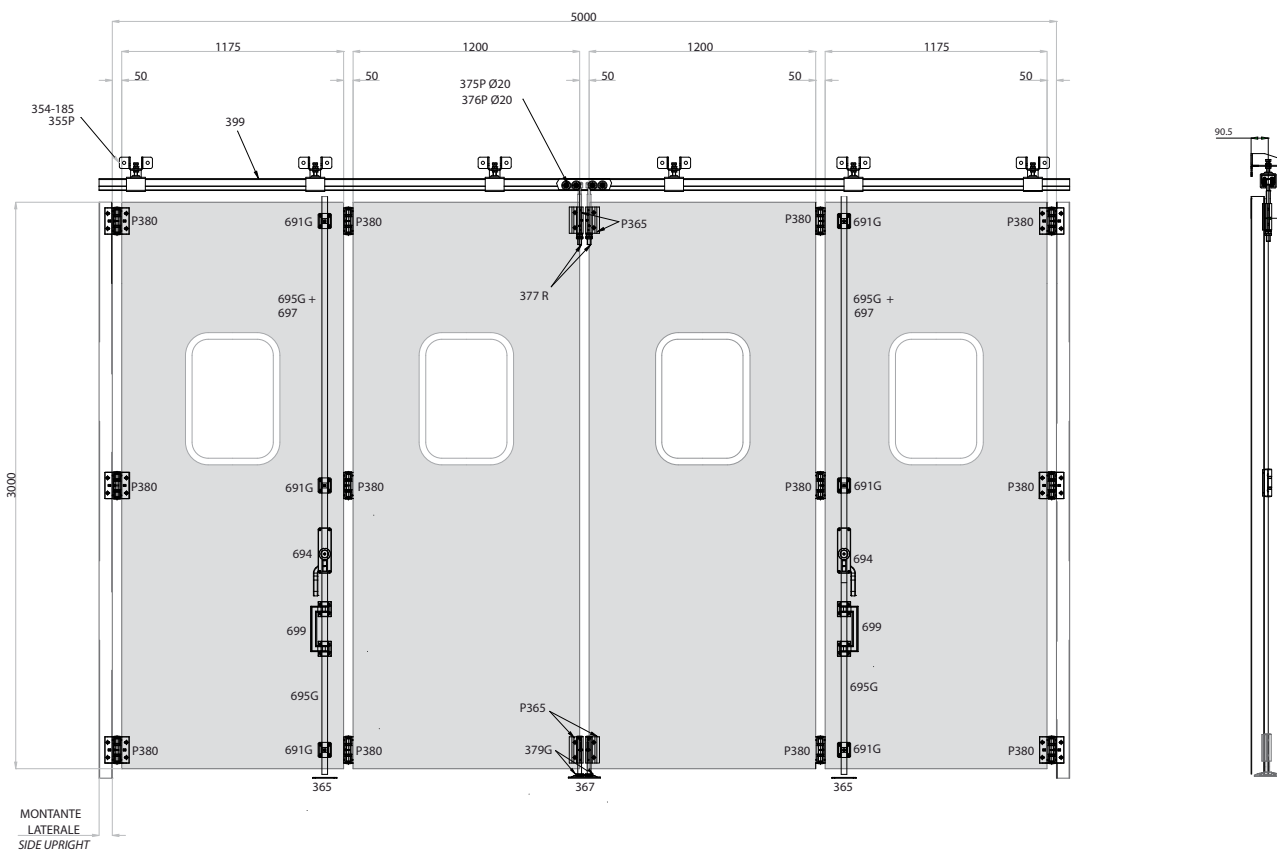 5000
1175
1200
1200
1175
50
50
50
50
50
375P Ø20
376P Ø20
354-185
355P
399
90.5
P380
691G
P380
P365
P380
691G
P380
377 R
695G +
697
695G +
697
3000
P380
691G
P380
P380
691G
P380
694
694
699
699
695G
695G
P365
379G
P380
691G
P380
P380
691G
P380
365
367
365
MONTANTE
LATERALE
SIDE UPRIGHT